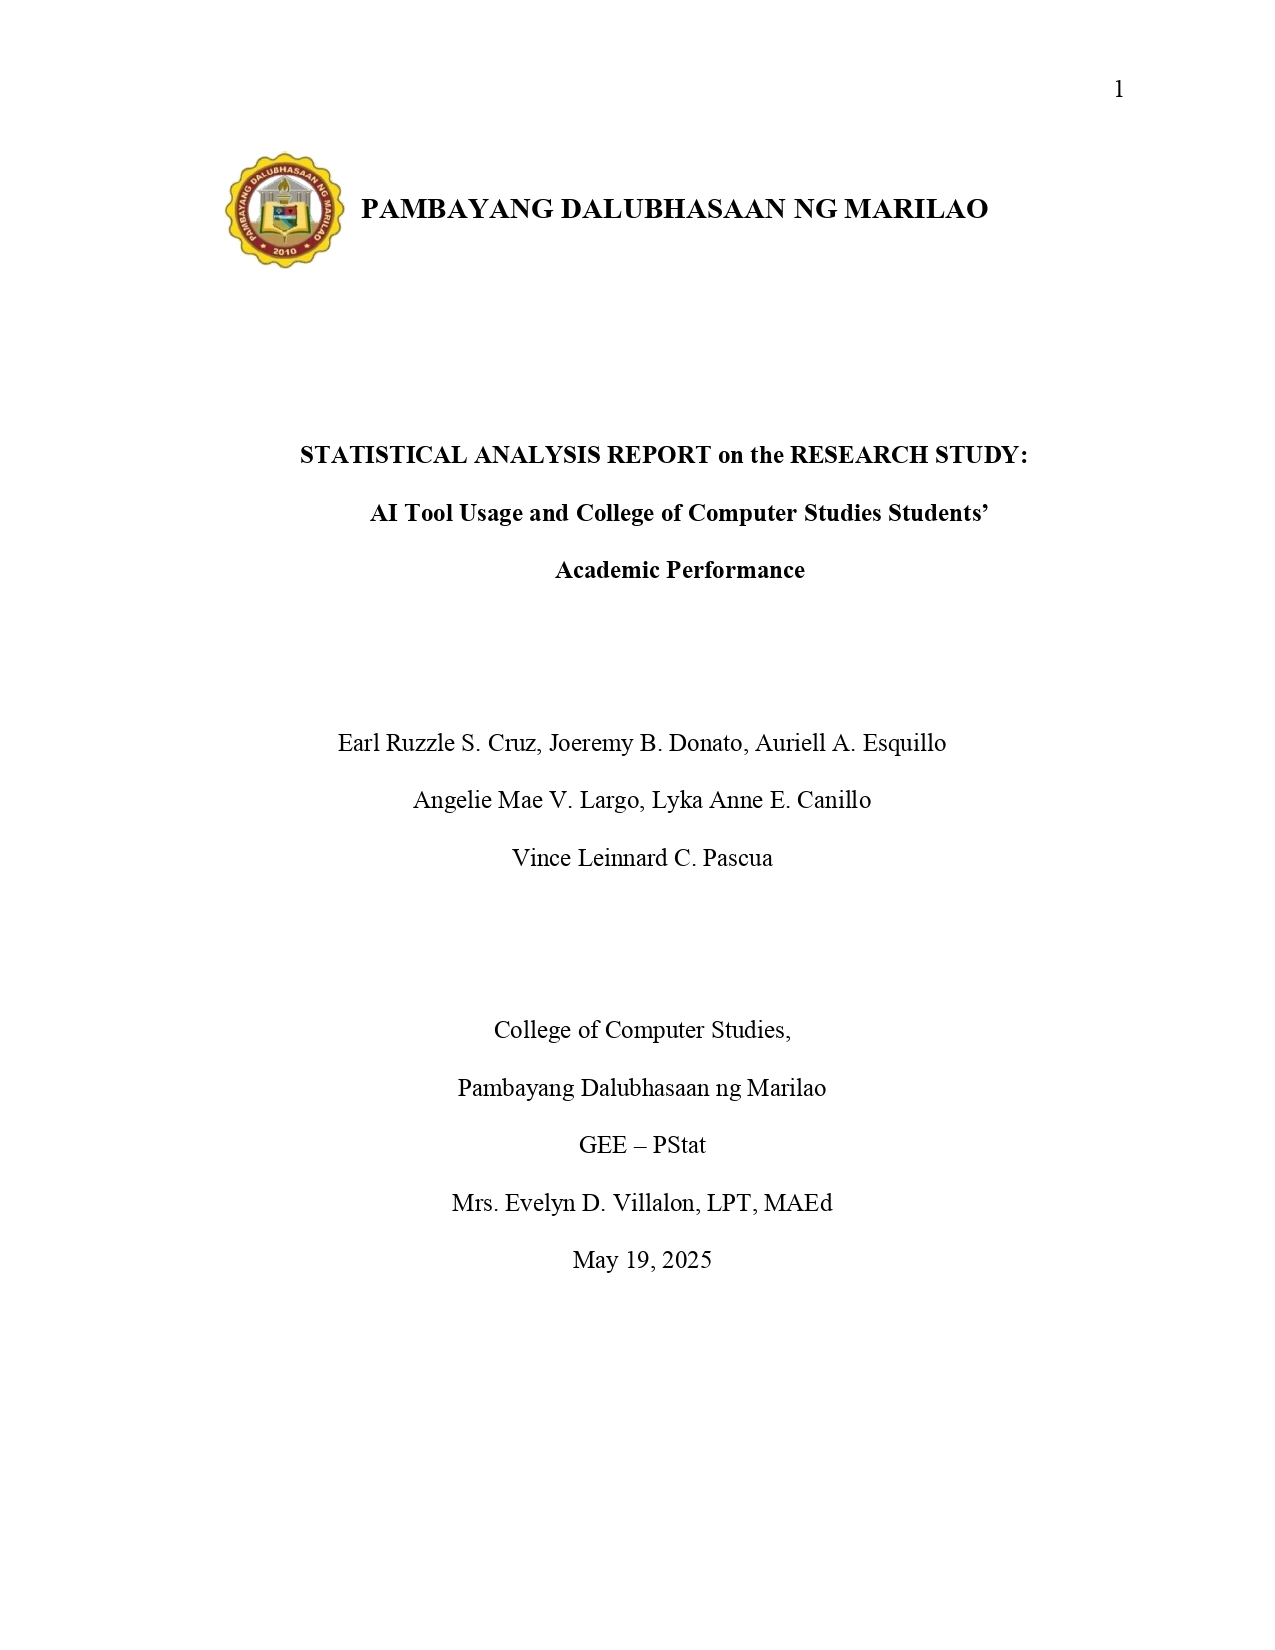 1
PAMBAYANG DALUBHASAAN NG MARILAO
2010
PAMBAYANG DALUBHASAAN NG MARILAO
STATISTICAL ANALYSIS REPORT on the RESEARCH STUDY:
AI Tool Usage and College of Computer Studies Students’
Academic Performance
Earl Ruzzle S. Cruz, Joeremy B. Donato, Auriell A. Esquillo
Angelie Mae V. Largo, Lyka Anne E. Canillo
Vince Leinnard C. Pascua
College of Computer Studies,
Pambayang Dalubhasaan ng Marilao
GEE – PStat
Mrs. Evelyn D. Villalon, LPT, MAEd
May 19, 2025